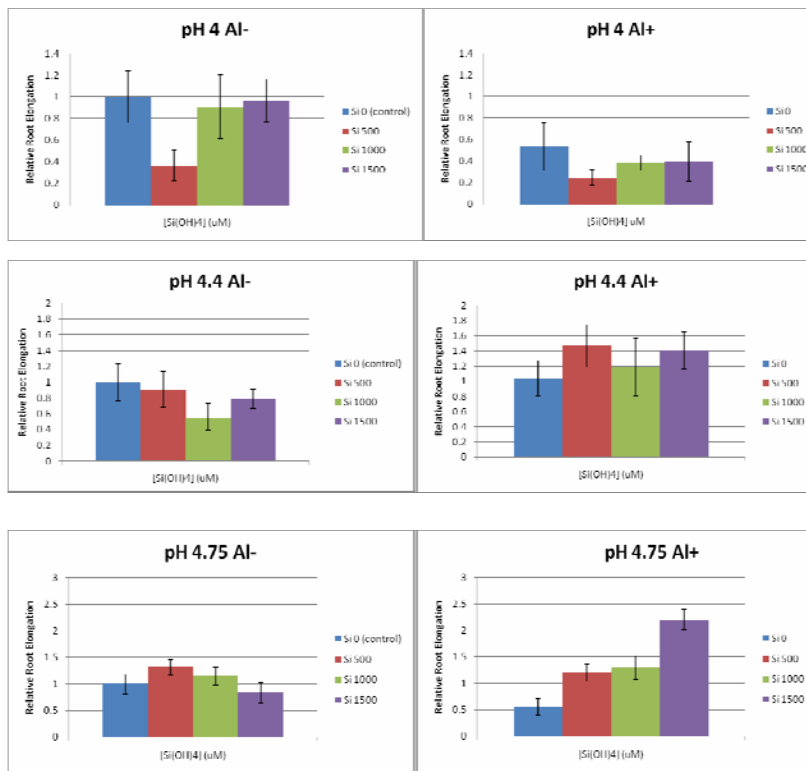 pH 4 Al-
Relative Root Elongation
1.4
1.2
1
0.8
0.6
0.4
0.2
0
[Si(OH)4] (uM)
Si 0 (control)
Si 500
Si 1000
Si 1500
pH 4 Al+
Relative Root Elongation
1.4
1.2
1
0.8
0.6
0.4
0.2
0
[Si(OH)4] uM
Si 0
Si 500
Si 1000
Si 1500
pH 4.4 Al-
Relative Root Elongation
2
1.8
1.6
1.4
1.2
1
0.8
0.6
0.4
0.2
0
[Si(OH)4] (uM)
Si 0 (control)
Si 500
Si 1000
Si 1500
pH 4.4 Al+
Relative Root Elongation
2
1.8
1.6
1.4
1.2
1
0.8
0.6
0.4
0.2
0
[Si(OH)4] (uM)
Si 0
Si 500
Si 1000
Si 1500
pH 4.75 Al-
Relative Root Elongation
3
2.5
2
1.5
1
0.5
0
[Si(OH)4] (uM)
Si 0 (control)
Si 500
Si 1000
Si 1500
pH 4.75 Al+
Relative Root Elongation
3
2.5
2
1.5
1
0.5
0
[Si(OH)4] (uM)
Si 0
Si 500
Si 1000
Si 1500